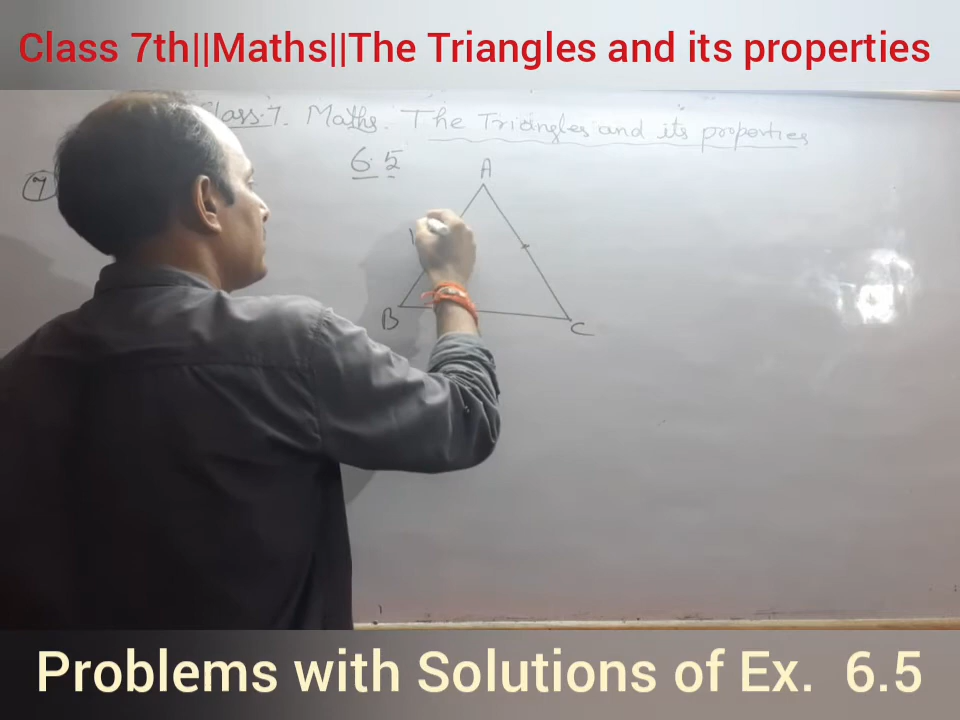 Class 7th||Maths||The Triangles and its properties
Class.7. Maths. The Triangles and its properties
6.5
7
A
B
C
Problems with Solutions of Ex. 6.5